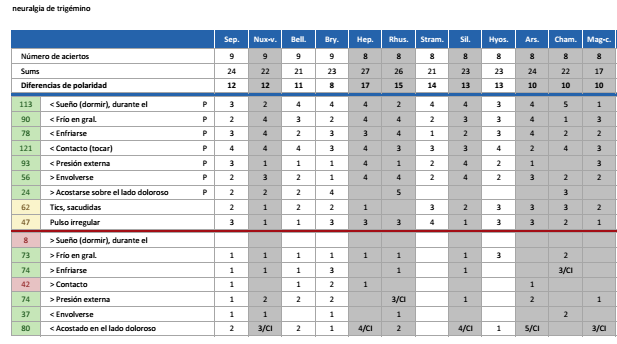 neuralgia de trigémino
Sep. Nux-v. Bell. Bry. Hep. Rhus. Stram. Sil. Hyos. Ars. Cham. Mag-c.
Número de aciertos 9 9 9 9 8 8 8 8 8 8 8 8
Sums 24 22 21 23 27 26 21 23 23 24 22 17
Diferencias de polaridad 12 12 11 8 17 15 14 13 13 10 10 10
113 < Sueño (dormir), durante el P 3 2 4 4 4 2 4 4 3 4 5 1
90 < Frío en gral. P 2 4 3 2 4 4 2 3 3 4 1 3
78 < Enfriarse P 3 4 2 3 3 4 1 2 3 4 2 2
121 < Contacto (tocar) P 4 4 3 4 4 3 3 4 4 2 4 3
93 < Presión externa P 3 1 1 1 4 1 2 4 2 1 3
56 < Envolverse P 2 3 2 1 4 4 2 4 2 3 2 2
24 > Acostarse sobre el lado doloroso P 2 2 2 4 5 3
62 Tics, sacudidas 2 1 2 2 1 3 2 3 3 3 2
47 Pulso irregular 3 1 1 3 3 3 4 1 3 3 2 1
8 > Sueño (dormir), durante el
73 > Frío en gral. 1 1 1 1 1 1 1 3 2
74 > Enfriarse 1 1 1 3 1 1 3/CI
42 > Contacto 1 1 2 1 1
74 > Presión externa 1 2 2 2 3/CI 1 2 1
37 < Envolverse 1 1 1 1 2
80 < Acostado en el lado doloroso 2 3/CI 2 1 4/CI 2 4/CI 1 5/CI 3/CI